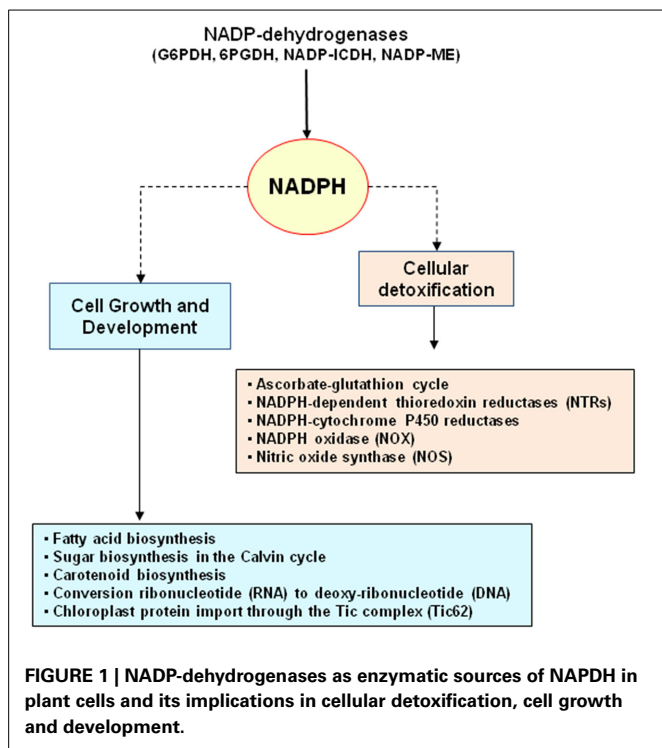 NADP-dehydrogenases
(G6PDH, 6PGDH, NADP-ICDH, NADP-ME)
NADPH
Cellular
detoxification
Cell Growth and
Development
▪ Ascorbate-glutathion cycle
▪ NADPH-dependent thioredoxin reductases (NTRs)
▪ NADPH-cytochrome P450 reductases
▪ NADPH oxidase (NOX)
▪ Nitric oxide synthase (NOS)
▪ Fatty acid biosynthesis
▪ Sugar biosynthesis in the Calvin cycle
▪ Carotenoid biosynthesis
▪ Conversion ribonucleotide (RNA) to deoxy-ribonucleotide (DNA)
▪ Chloroplast protein import through the Tic complex (Tic62)
FIGURE 1 | NADP-dehydrogenases as enzymatic sources of NAPDH in
plant cells and its implications in cellular detoxification, cell growth
and development.